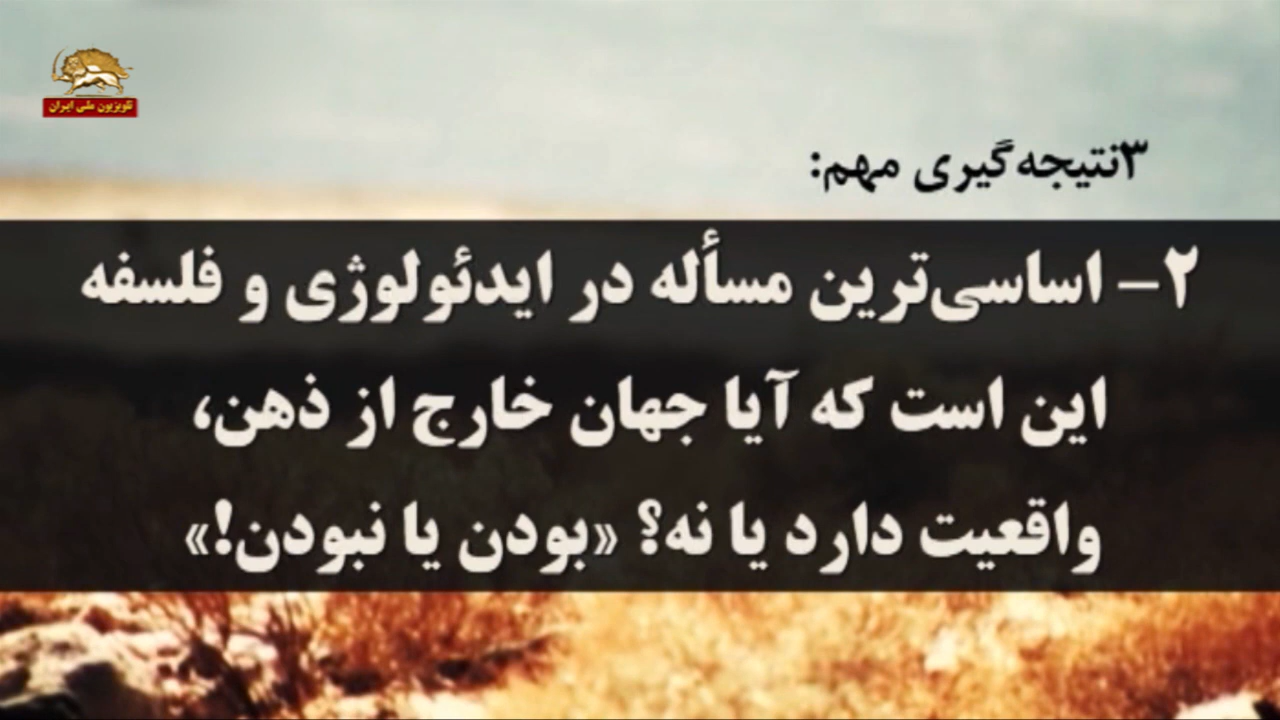 تلویزیون ملی ایران
۳نتیجه‌گیری مهم:
۲- اساسی‌ترین مسأله در ایدئولوژی و فلسفه
این است که آیا جهان خارج از ذهن،
واقعیت دارد یا نه؟ «بودن یا نبودن!»